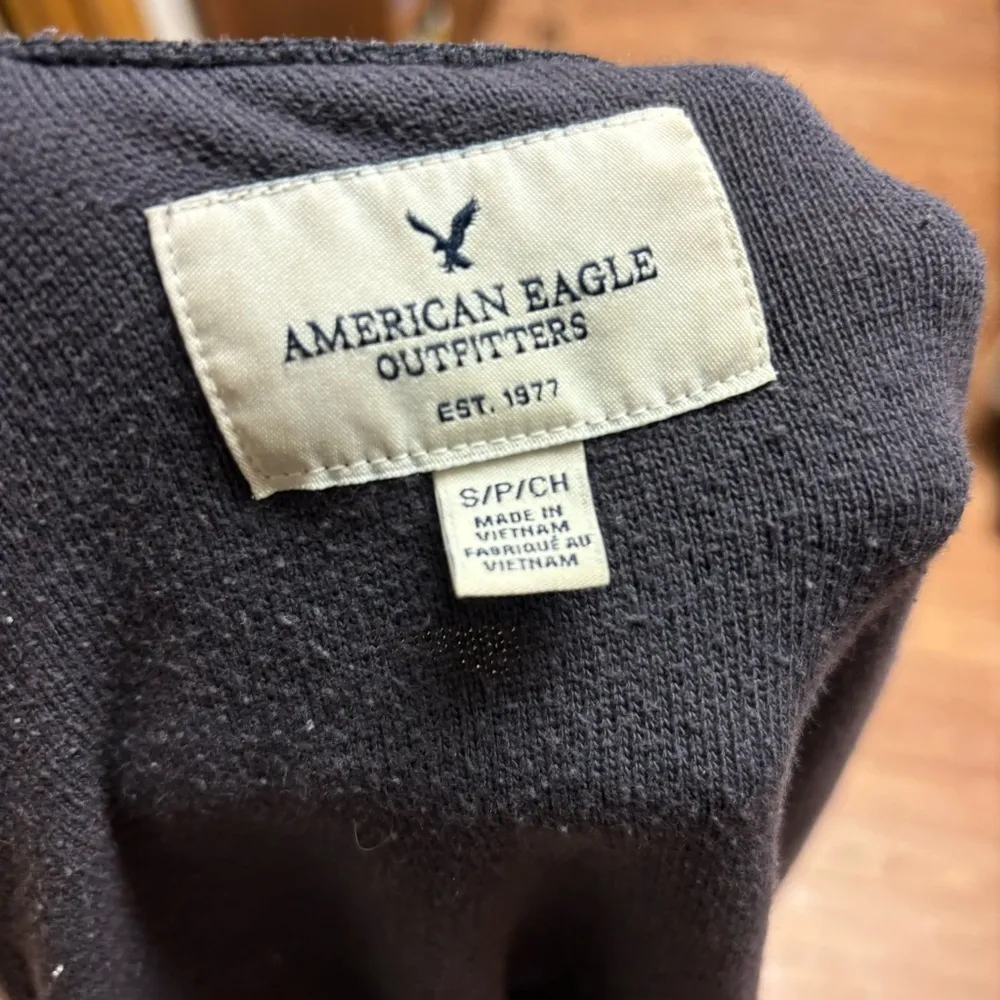 AMERICAN EAGLE
OUTFITTERS
EST. 1977
S/P/CH
MADE IN
VIETNAM
FABRIQUÉ AU
VIETNAM